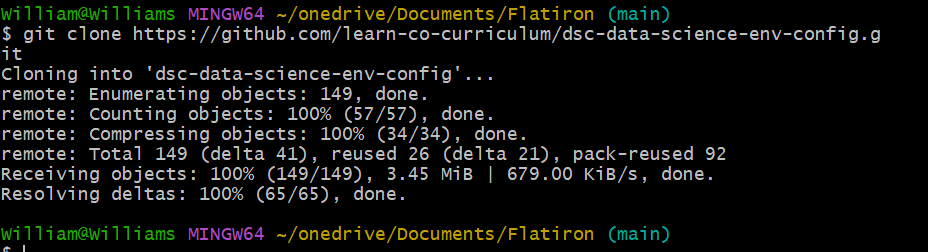 William@Williams MINGW64 ~/onedrive/Documents/Flatiron (main)
$ git clone https://github.com/learn-co-curriculum/dsc-data-science-env-config.g
it
Cloning into 'dsc-data-science-env-config'...
remote: Enumerating objects: 149, done.
remote: Counting objects: 100% (57/57), done.
remote: Compressing objects: 100% (34/34), done.
remote: Total 149 (delta 41), reused 26 (delta 21), pack-reused 92
Receiving objects: 100% (149/149), 3.45 MiB | 679.00 KiB/s, done.
Resolving deltas: 100% (65/65), done.
William@Williams MINGW64 ~/onedrive/Documents/Flatiron (main)
$